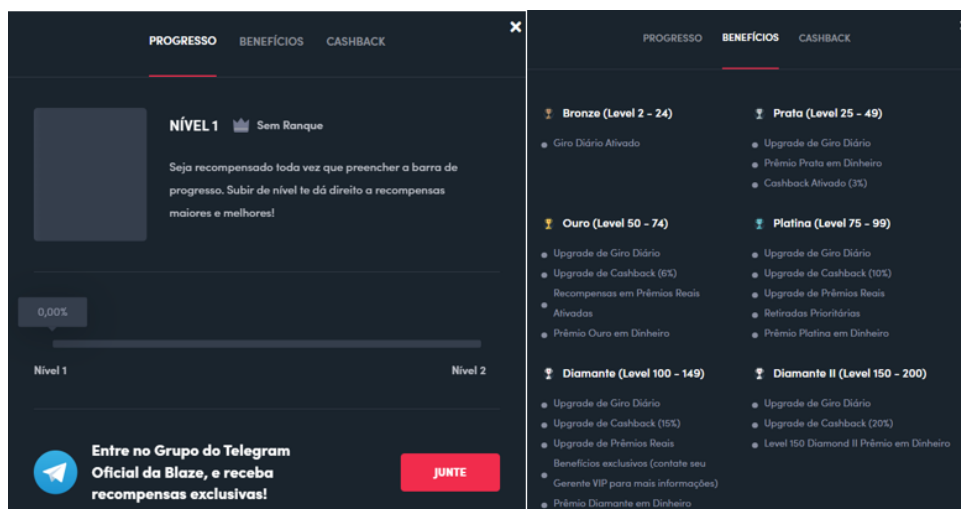 PROGRESSO BENEFÍCIOS CASHBACK
NÍVEL 1 Sem Ranque
Seja recompensado toda vez que preencher a barra de
progresso. Subir de nível te dá direito a recompensas
maiores e melhores!
0,00%
Nível 1 Nível 2
Entre no Grupo do Telegram
Oficial da Blaze, e receba
recompensas exclusivas!
JUNTE
PROGRESSO BENEFÍCIOS CASHBACK
Bronze (Level 2 - 24)
Giro Diário Ativado
Prata (Level 25 - 49)
Upgrade de Giro Diário
Prêmio Prata em Dinheiro
Cashback Ativado (3%)
Ouro (Level 50 - 74)
Upgrade de Giro Diário
Upgrade de Cashback (6%)
Recompensas em Prêmios Reais
Ativadas
Prêmio Ouro em Dinheiro
Platina (Level 75 - 99)
Upgrade de Giro Diário
Upgrade de Cashback (10%)
Upgrade de Prêmios Reais
Retiradas Prioritárias
Prêmio Platina em Dinheiro
Diamante (Level 100 - 149)
Upgrade de Giro Diário
Upgrade de Cashback (15%)
Upgrade de Prêmios Reais
Benefícios exclusivos (contate seu
Gerente VIP para mais informações)
Prêmio Diamante em Dinheiro
Diamante II (Level 150 - 200)
Upgrade de Giro Diário
Upgrade de Cashback (20%)
Level 150 Diamond II Prêmio em Dinheiro